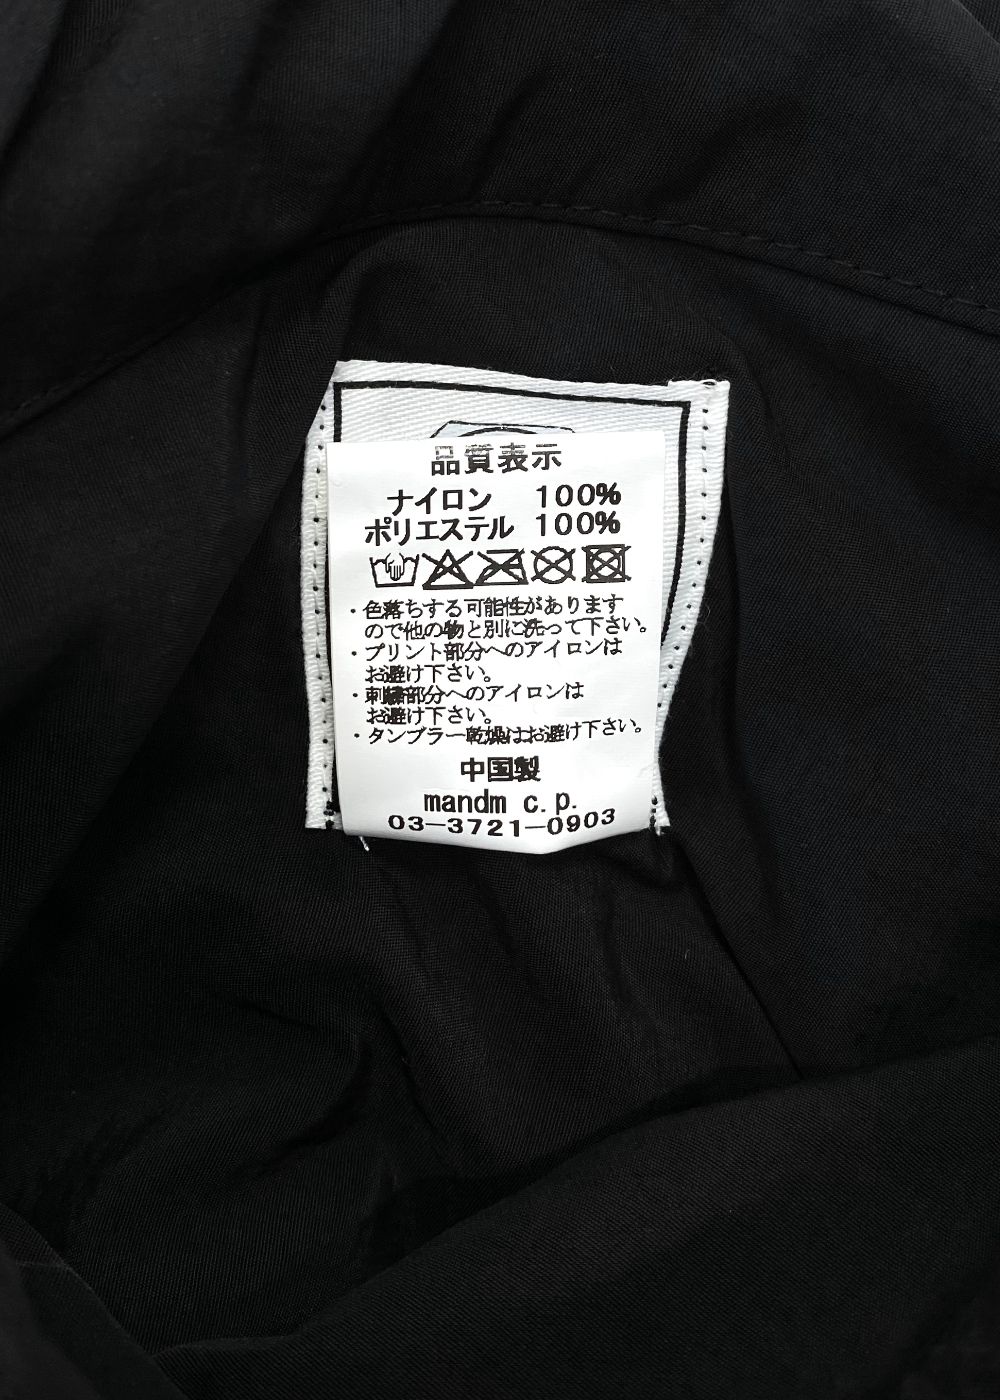 品質表示
ナイロン 100%
ポリエステル 100%
・色落ちする可能性があります
ので他の物と別に洗って下さい。
・プリント部分へのアイロンは
お避け下さい。
・刺繍部分へのアイロンは
お避け下さい。
・タンブラー乾燥はお避け下さい。
中国製
mandm c.p.
03-3721-0903